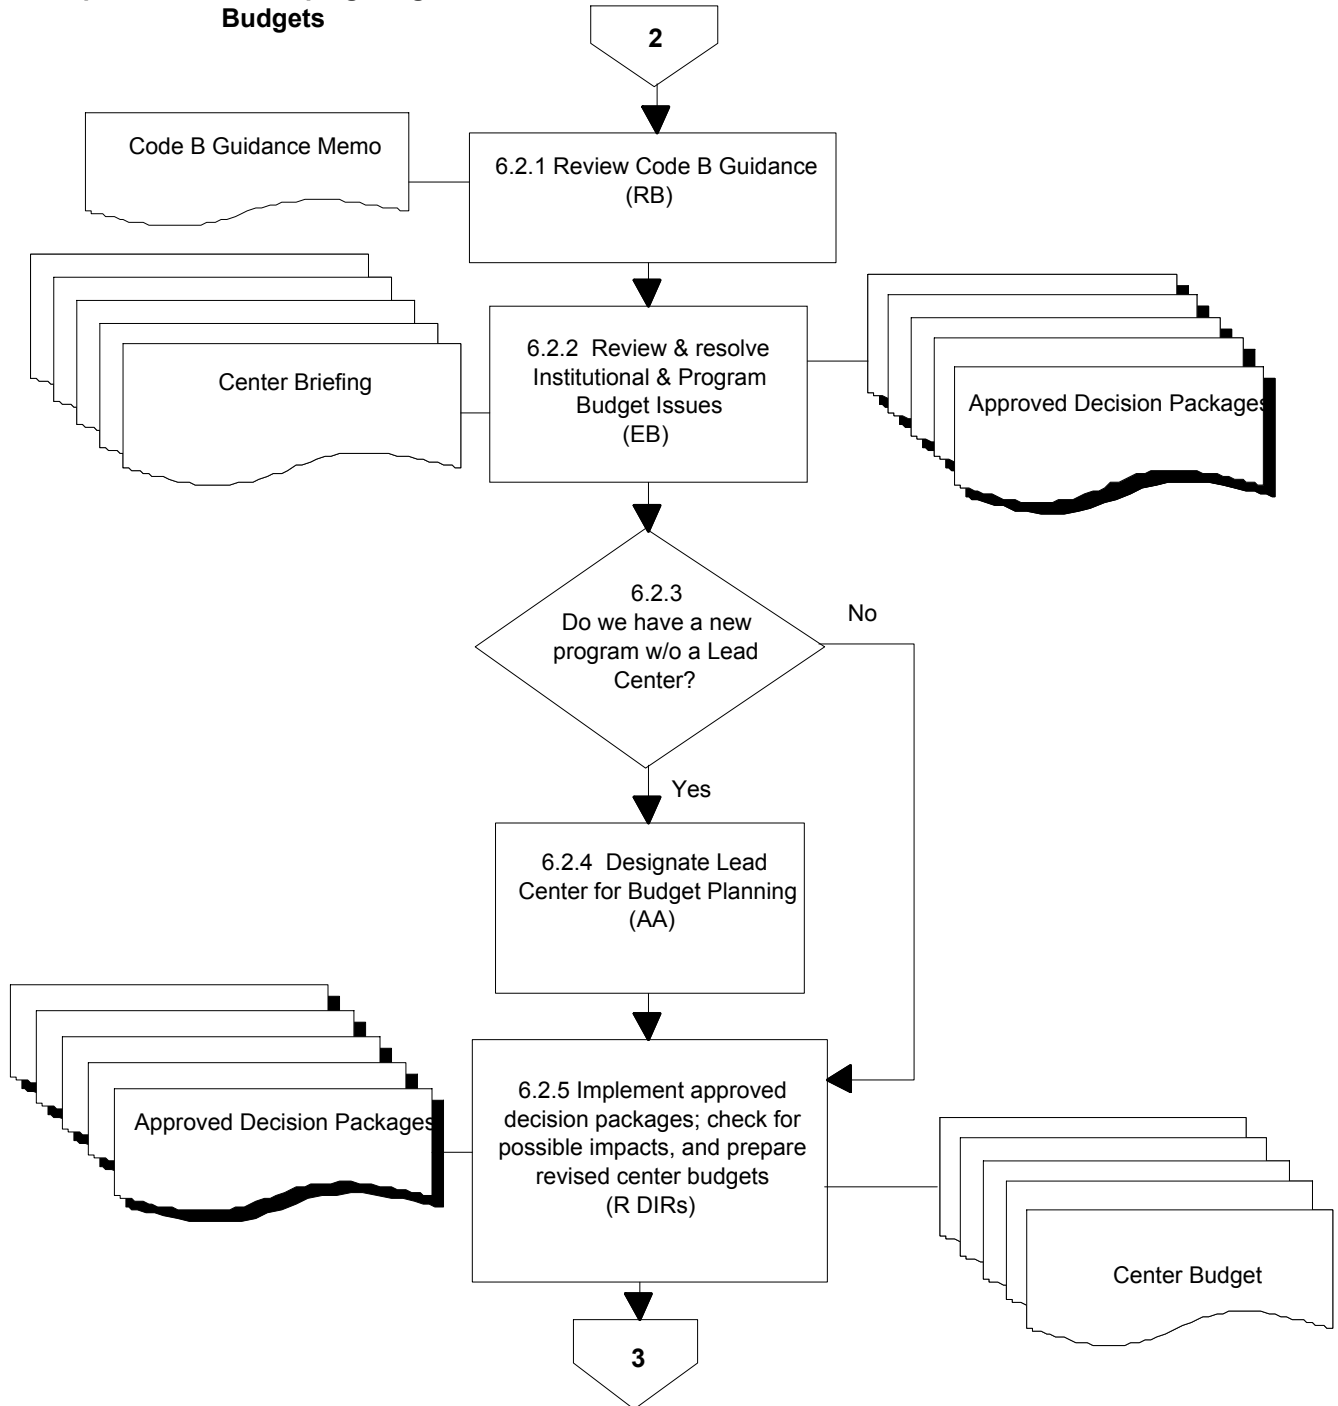 Budgets
2
Code B Guidance Memo
6.2.1 Review Code B Guidance
(RB)
Center Briefing
6.2.2 Review & resolve
Institutional & Program
Budget Issues
(EB)
Approved Decision Packages
6.2.3
Do we have a new
program w/o a Lead
Center?
No
Yes
6.2.4 Designate Lead
Center for Budget Planning
(AA)
Approved Decision Packages
6.2.5 Implement approved
decision packages; check for
possible impacts, and prepare
revised center budgets
(R DIRs)
Center Budget
3